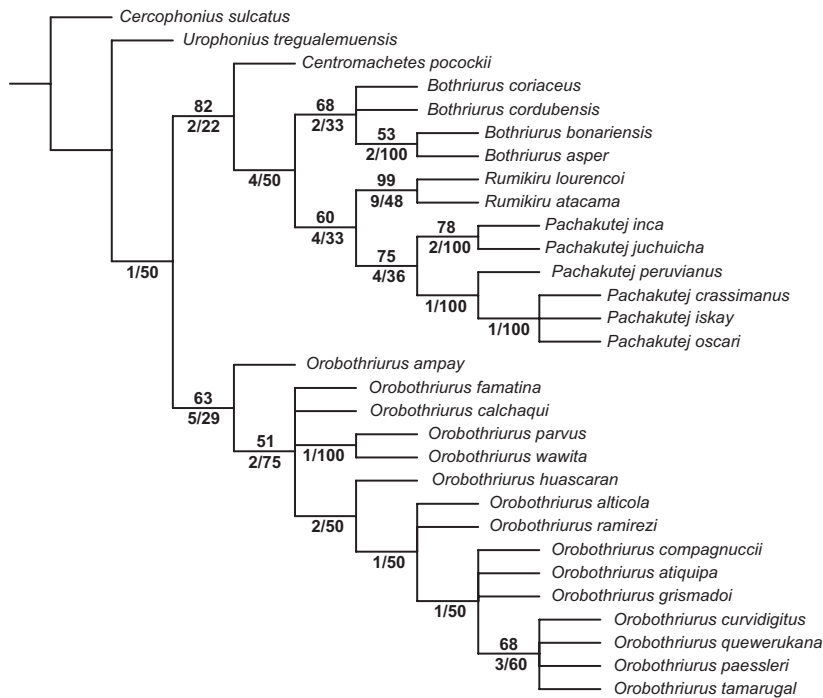 Cercophonius sulcatus
Urophonius tregualemuensis
Centromachetes pocockii
82
2/22
Bothriurus coriaceus
68
Bothriurus cordubensis
2/33
53
Bothriurus bonariensis
2/100
Bothriurus asper
4/50
99
Rumikiru lourencoi
9/48
Rumikiru atacama
60
4/33
78
Pachakutej inca
2/100
Pachakutej juchuicha
75
4/36
Pachakutej peruvianus
1/50
1/100
Pachakutej crassimanus
Pachakutej iskay
1/100
Pachakutej oscari
Orobothriurus ampay
63
5/29
Orobothriurus famatina
Orobothriurus calchaqui
51
2/75
Orobothriurus parvus
1/100
Orobothriurus wawita
Orobothriurus huascaran
2/50
Orobothriurus alticola
Orobothriurus ramirezi
1/50
Orobothriurus compagnuccii
Orobothriurus atiquipa
Orobothriurus grismadoi
1/50
Orobothriurus curvidigitus
68
Orobothriurus quewerukana
3/60
Orobothriurus paessleri
Orobothriurus tamarugal